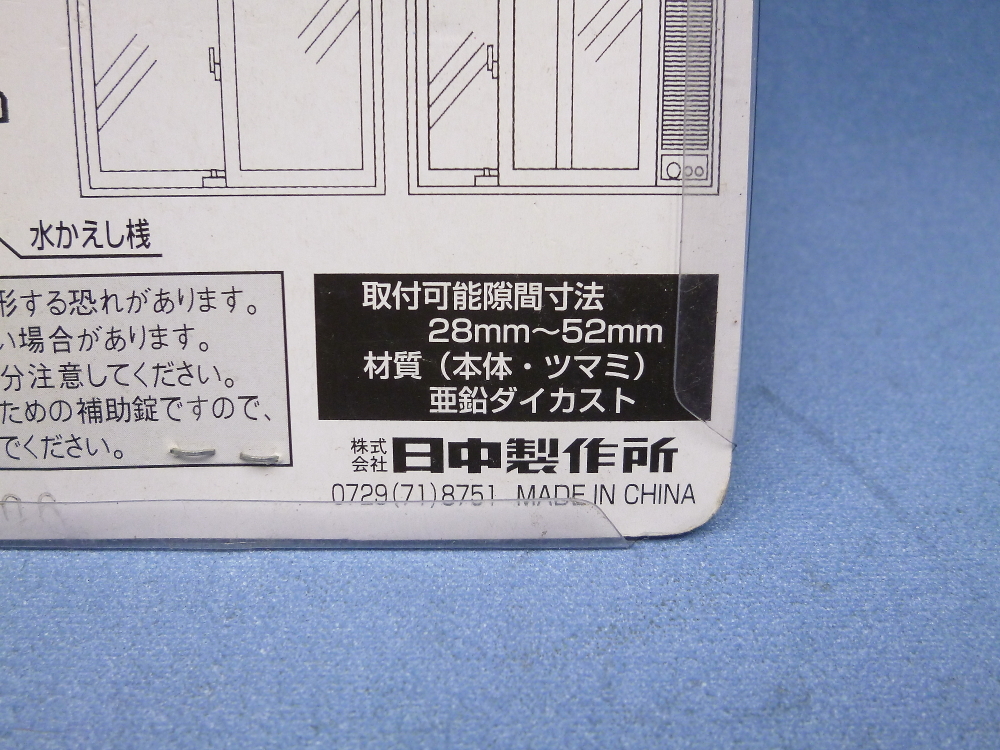 水かえし桟
形する恐れがあります。
い場合があります。
分注意してください。
ための補助錠ですので、
でください。
取付可能隙間寸法
28mm～52mm
材質（本体・ツマミ）
亜鉛ダイカスト
株式会社 日中製作所
0729(71)8751 MADE IN CHINA